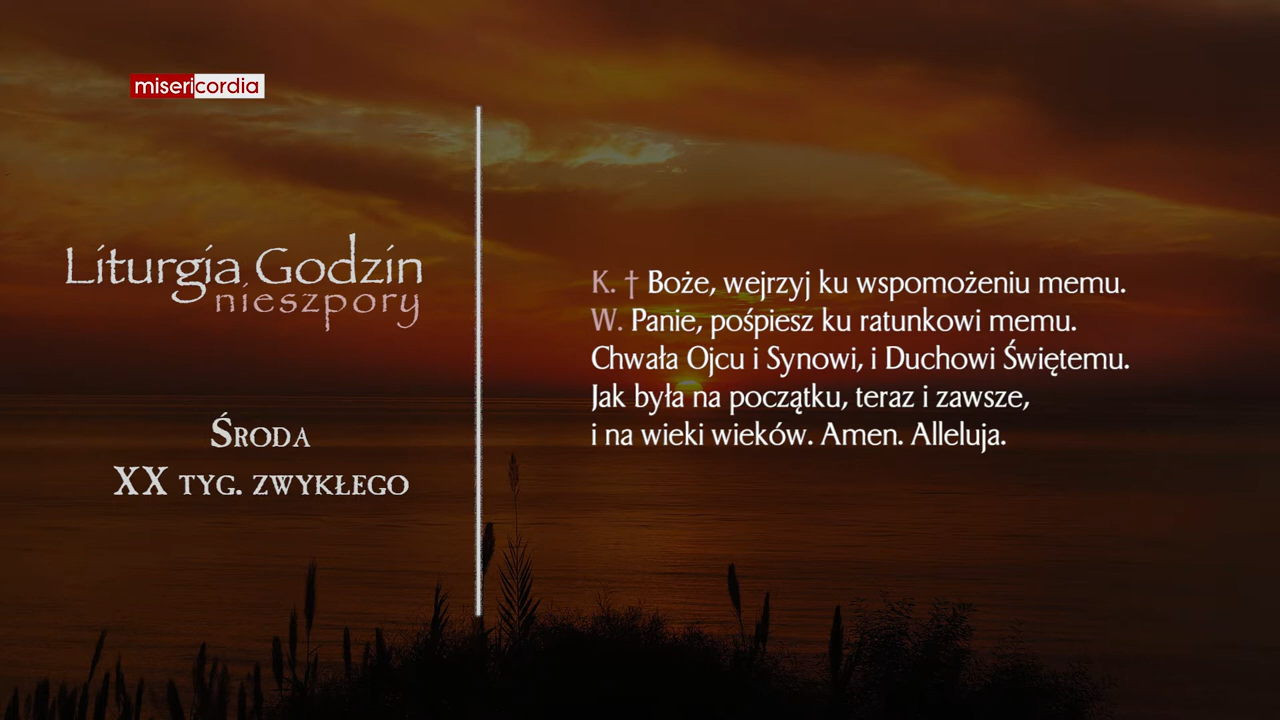 misericordia
Liturgia Godzin
nieszpory
Środa
XX tyg. zwykłego
K. † Boże, wejrzyj ku wspomożeniu memu.
W. Panie, pośpiesz ku ratunkowi memu.
Chwała Ojcu i Synowi, i Duchowi Świętemu.
Jak była na początku, teraz i zawsze,
i na wieki wieków. Amen. Alleluja.